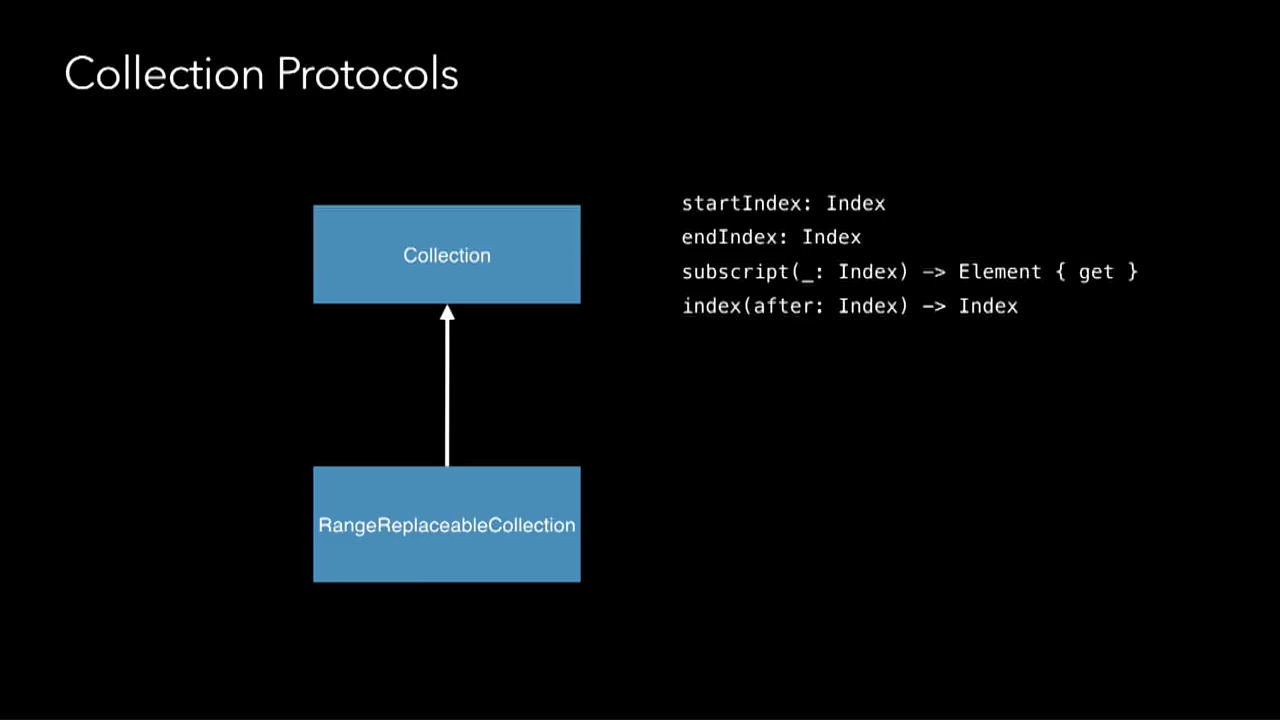 Collection Protocols
Collection
startIndex: Index
endIndex: Index
subscript(_: Index) -> Element { get }
index(after: Index) -> Index
RangeReplaceableCollection